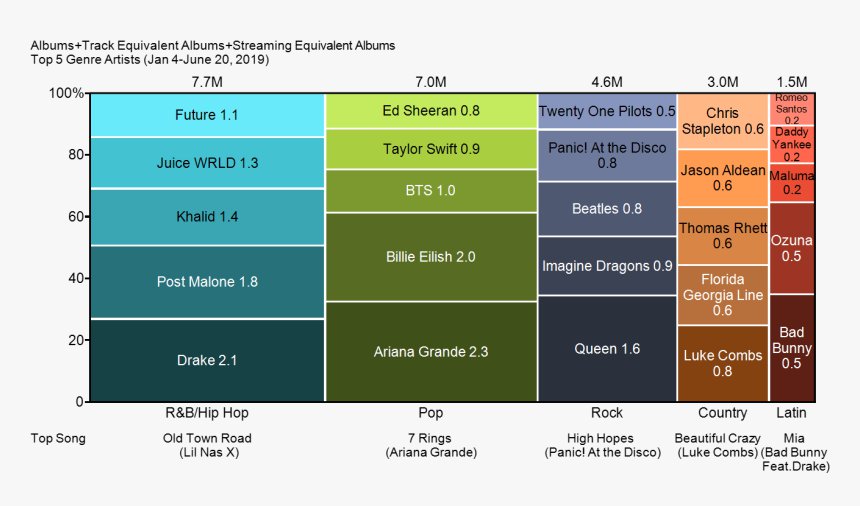 Albums+Track Equivalent Albums+Streaming Equivalent Albums
Top 5 Genre Artists (Jan 4-June 20, 2019)
7.7M 7.0M 4.6M 3.0M 1.5M
100%
80
60
40
20
0
Future 1.1
Juice WRLD 1.3
Khalid 1.4
Post Malone 1.8
Drake 2.1
Ed Sheeran 0.8
Taylor Swift 0.9
BTS 1.0
Billie Eilish 2.0
Ariana Grande 2.3
Twenty One Pilots 0.5
Panic! At the Disco
0.8
Beatles 0.8
Imagine Dragons 0.9
Queen 1.6
Chris
Stapleton 0.6
Jason Aldean
0.6
Thomas Rhett
0.6
Florida
Georgia Line
0.6
Luke Combs
0.8
Romeo
Santos
0.2
Daddy
Yankee
0.2
Maluma
0.2
Ozuna
0.5
Bad
Bunny
0.5
R&B/Hip Hop Pop Rock Country Latin
Top Song
Old Town Road
(Lil Nas X)
7 Rings
(Ariana Grande)
High Hopes
(Panic! At the Disco)
Beautiful Crazy
(Luke Combs)
Mia
(Bad Bunny
Feat.Drake)